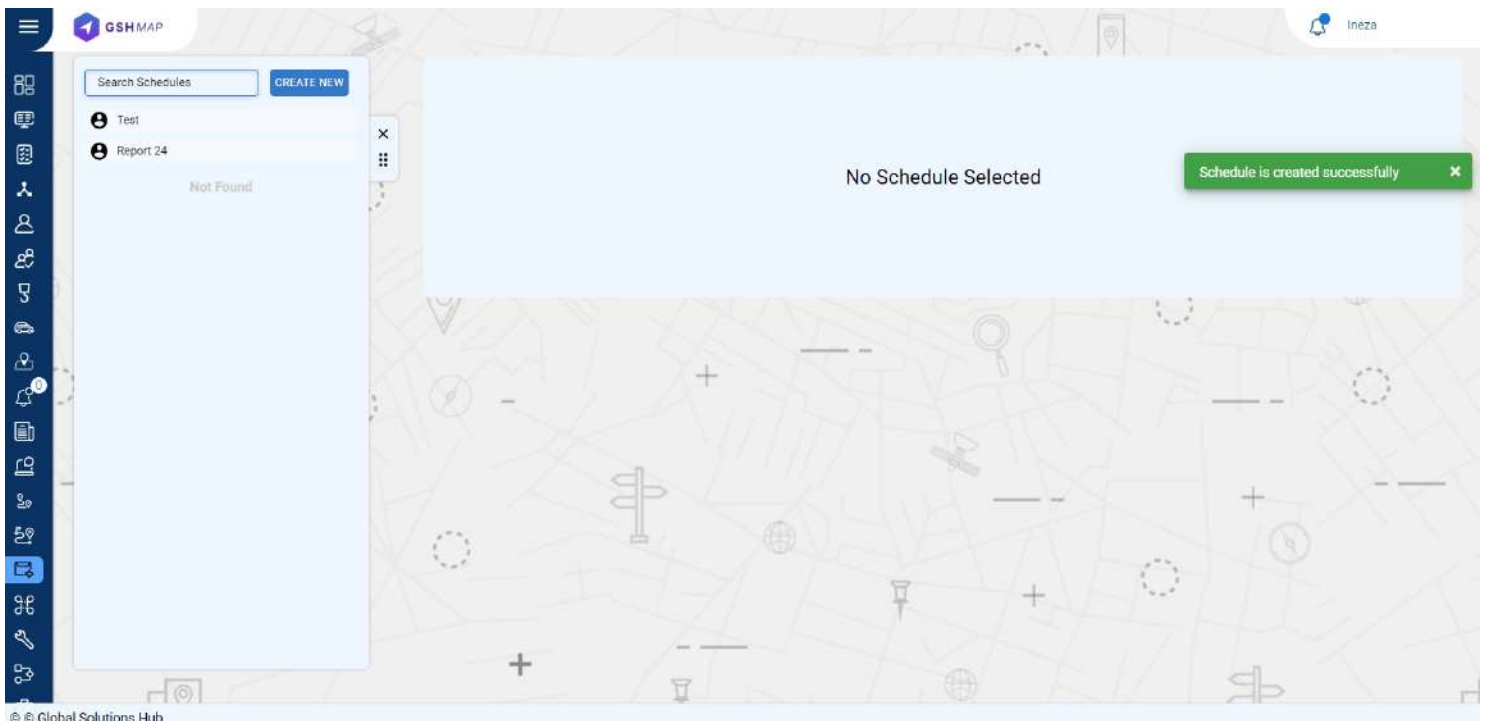 GSHMAP
Ineza
Search Schedules
CREATE NEW
Test
Report 24
Not Found
No Schedule Selected
Schedule is created successfully
0
© © Global Solutions Hub